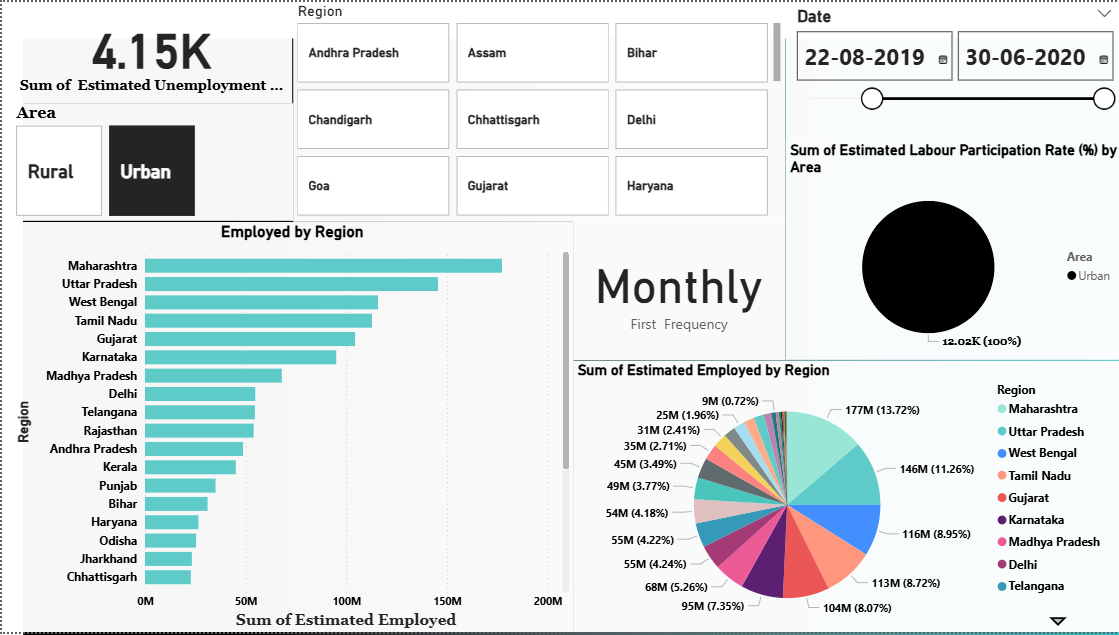 4.15K
Sum of Estimated Unemployment ...
Area
Rural
Urban
Region
Andhra Pradesh
Assam
Bihar
Chandigarh
Chhattisgarh
Delhi
Goa
Gujarat
Haryana
Date
22-08-2019
30-06-2020
Sum of Estimated Labour Participation Rate (%) by
Area
Area
Urban
12.02K (100%)
Employed by Region
Region
Maharashtra
Uttar Pradesh
West Bengal
Tamil Nadu
Gujarat
Karnataka
Madhya Pradesh
Delhi
Telangana
Rajasthan
Andhra Pradesh
Kerala
Punjab
Bihar
Haryana
Odisha
Jharkhand
Chhattisgarh
0M
50M
100M
150M
200M
Sum of Estimated Employed
Monthly
First Frequency
Sum of Estimated Employed by Region
177M (13.72%)
146M (11.26%)
116M (8.95%)
113M (8.72%)
104M (8.07%)
95M (7.35%)
68M (5.26%)
55M (4.24%)
55M (4.22%)
54M (4.18%)
49M (3.77%)
45M (3.49%)
35M (2.71%)
31M (2.41%)
25M (1.96%)
9M (0.72%)
Region
Maharashtra
Uttar Pradesh
West Bengal
Tamil Nadu
Gujarat
Karnataka
Madhya Pradesh
Delhi
Telangana